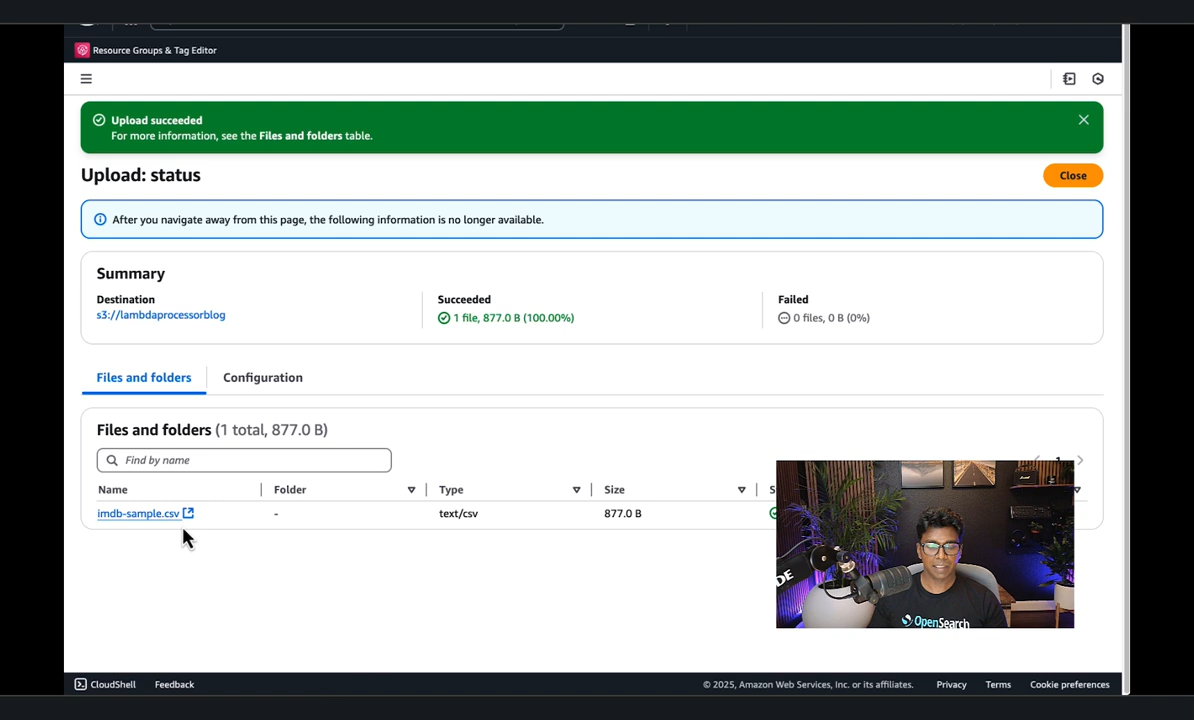 Resource Groups & Tag Editor
Upload succeeded
For more information, see the Files and folders table.
Upload: status
Close
After you navigate away from this page, the following information is no longer available.
Summary
Destination
s3://lambdaprocessorblog
Succeeded
1 file, 877.0 B (100.00%)
Failed
0 files, 0 B (0%)
Files and folders
Configuration
Files and folders (1 total, 877.0 B)
Find by name
Name
Folder
Type
Size
imdb-sample.csv
-
text/csv
877.0 B
OpenSearch
CloudShell
Feedback
© 2025, Amazon Web Services, Inc. or its affiliates.
Privacy
Terms
Cookie preferences